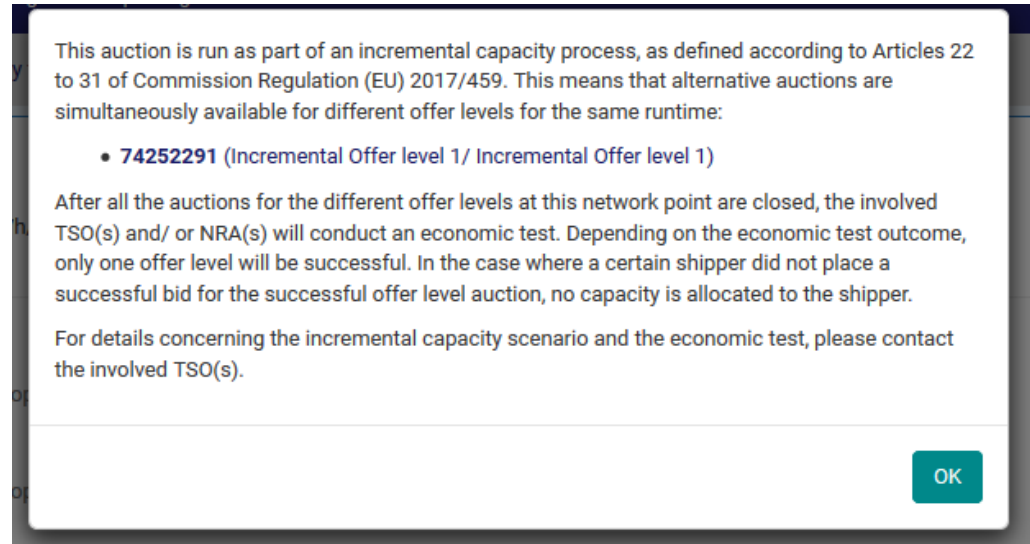 This auction is run as part of an incremental capacity process, as defined according to Articles 22
to 31 of Commission Regulation (EU) 2017/459. This means that alternative auctions are
simultaneously available for different offer levels for the same runtime:
• 74252291 (Incremental Offer level 1/ Incremental Offer level 1)
After all the auctions for the different offer levels at this network point are closed, the involved
TSO(s) and/ or NRA(s) will conduct an economic test. Depending on the economic test outcome,
only one offer level will be successful. In the case where a certain shipper did not place a
successful bid for the successful offer level auction, no capacity is allocated to the shipper.
For details concerning the incremental capacity scenario and the economic test, please contact
the involved TSO(s).
OK